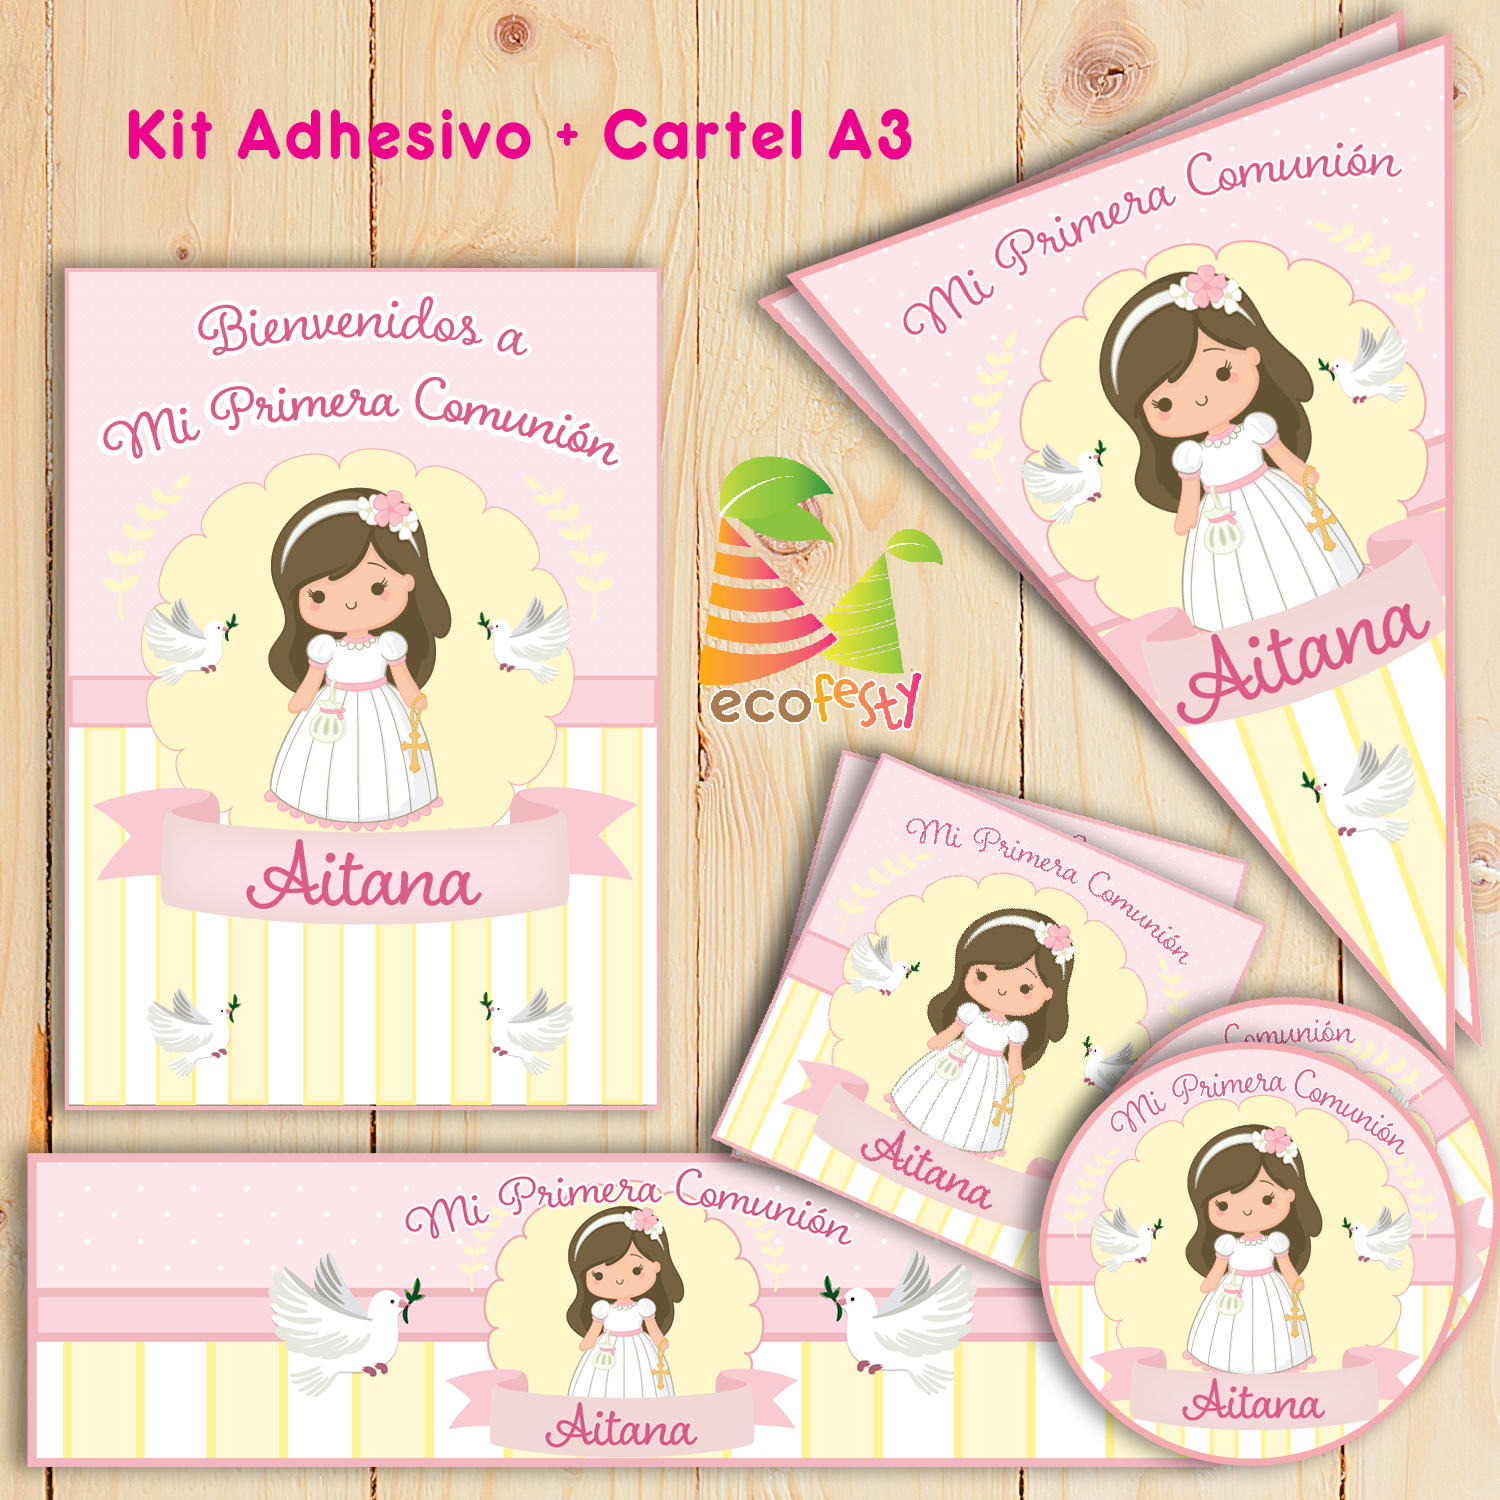 Kit Adhesivo + Cartel A3
Bienvenidos a
Mi Primera Comunión
Aitana
Mi Primera Comunión
Aitana
ecofesty
Mi Primera Comunión
Aitana
Comunión
Mi Primera Comunión
Aitana
Mi Primera Comunión
Aitana